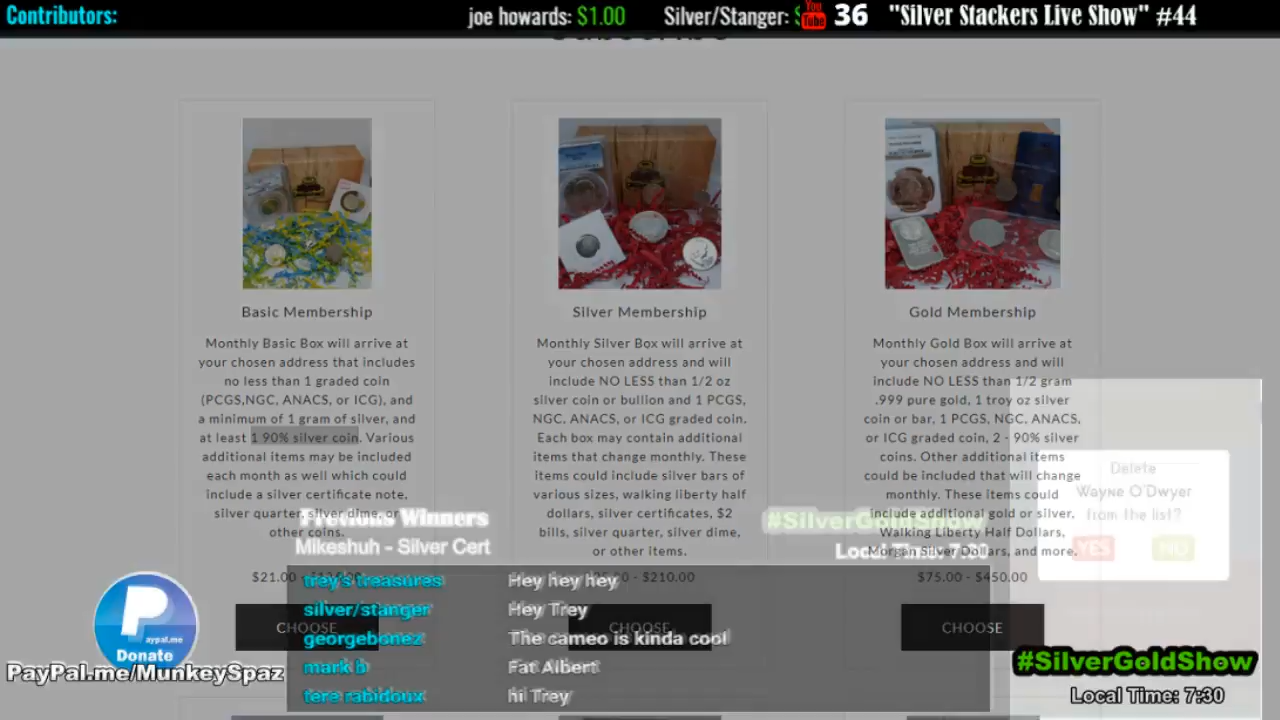 Contributors:
joe howards: $1.00
Silver/Stanger:
You
Tube
36
"Silver Stackers Live Show" #44
Basic Membership
Monthly Basic Box will arrive at
your chosen address that includes
no less than 1 graded coin
(PCGS,NGC, ANACS, or ICG), and
a minimum of 1 gram of silver, and
at least 1 90% silver coin. Various
additional items may be included
each month as well which could
include a silver certificate note,
silver quarter, silver dime, or
other coins.
$21.00
CHOOSE
Silver Membership
Monthly Silver Box will arrive at
your chosen address and will
include NO LESS than 1/2 oz
silver coin or bullion and 1 PCGS,
NGC, ANACS, or ICG graded coin.
Each box may contain additional
items that change monthly. These
items could include silver bars of
various sizes, walking liberty half
dollars, silver certificates, $2
bills, silver quarter, silver dime,
or other items.
- $210.00
CHOOSE
Gold Membership
Monthly Gold Box will arrive at
your chosen address and will
include NO LESS than 1/2 gram
.999 pure gold, 1 troy oz silver
coin or bar, 1 PCGS, NGC, ANACS,
or ICG graded coin, 2 - 90% silver
coins. Other additional items
could be included that will change
monthly. These items could
include additional gold or silver,
Walking Liberty Half Dollars,
Morgan Silver Dollars, and more.
$75.00 - $450.00
CHOOSE
Delete
Wayne O'Dwyer
from the list?
YES
NO
Previous Winners
Mikeshuh - Silver Cert
#SilverGoldShow
Local Time: 7:30
trey's treasures Hey hey hey
silver/stanger Hey Trey
georgebonez The cameo is kinda cool
mark b Fat Albert
tere rabidoux hi Trey
Paypal.me
Donate
PayPal.me/MunkeySpaz
#SilverGoldShow
Local Time: 7:30